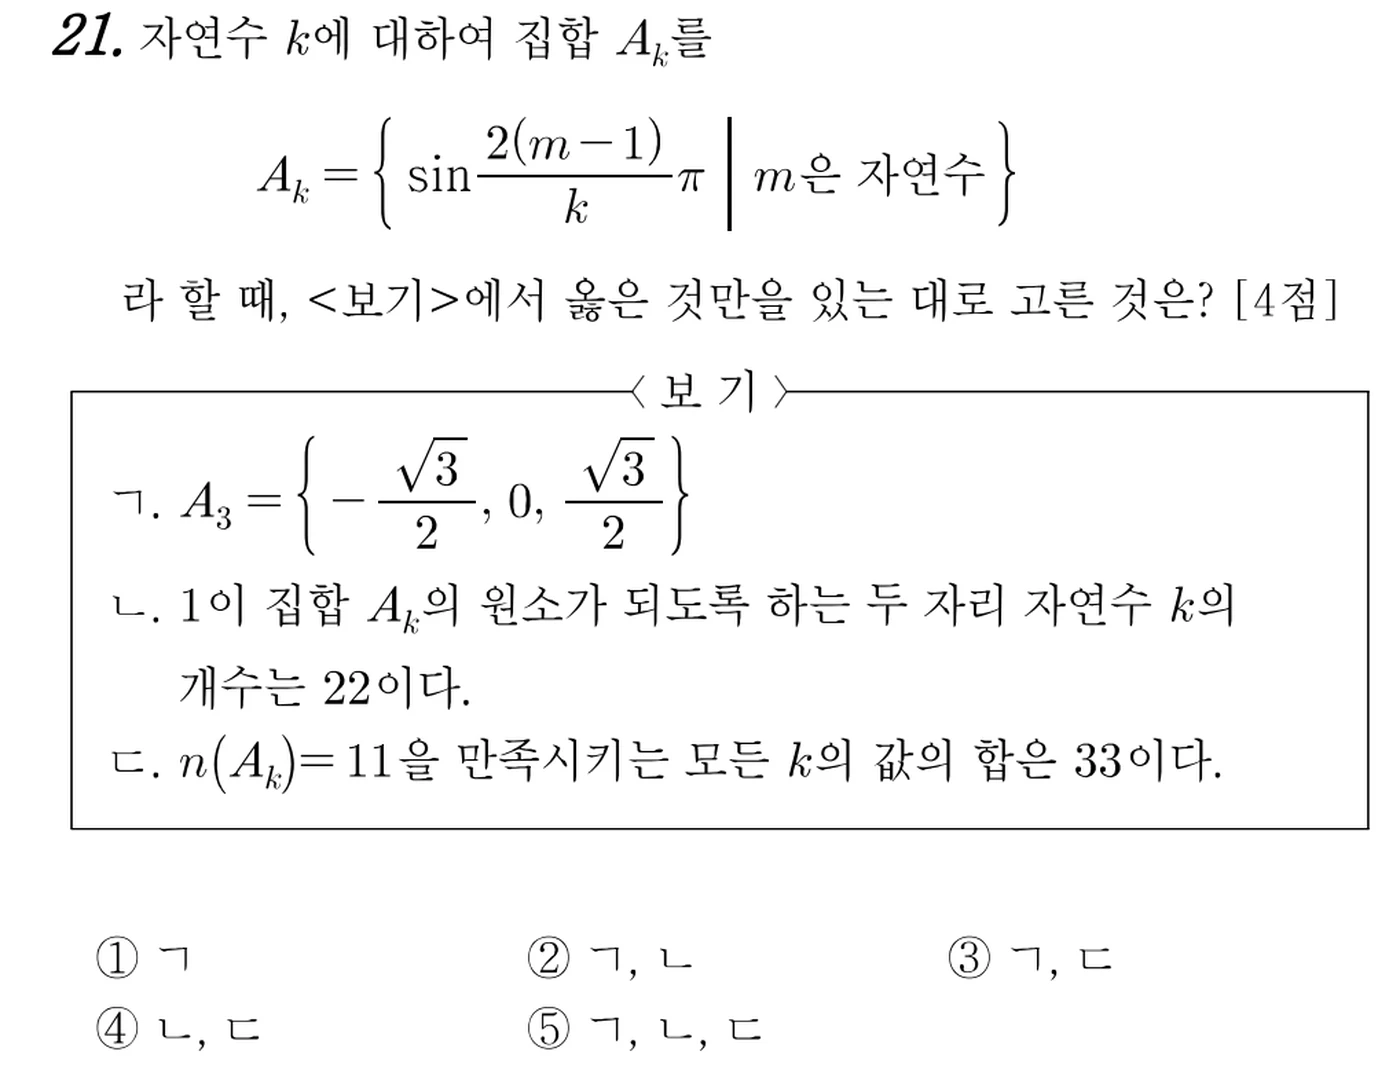 21. 자연수 k에 대하여 집합 A_k를
A_k = { sin \frac{2(m-1)}{k} π | m은 자연수 }
라 할 때, <보기>에서 옳은 것만을 있는 대로 고른 것은? [4점]
〈 보 기 〉
ㄱ. A_3 = { -\frac{√3}{2}, 0, \frac{√3}{2} }
ㄴ. 1이 집합 A_k의 원소가 되도록 하는 두 자리 자연수 k의
개수는 22이다.
ㄷ. n(A_k)=11을 만족시키는 모든 k의 값의 합은 33이다.
① ㄱ ② ㄱ, ㄴ ③ ㄱ, ㄷ
④ ㄴ, ㄷ ⑤ ㄱ, ㄴ, ㄷ